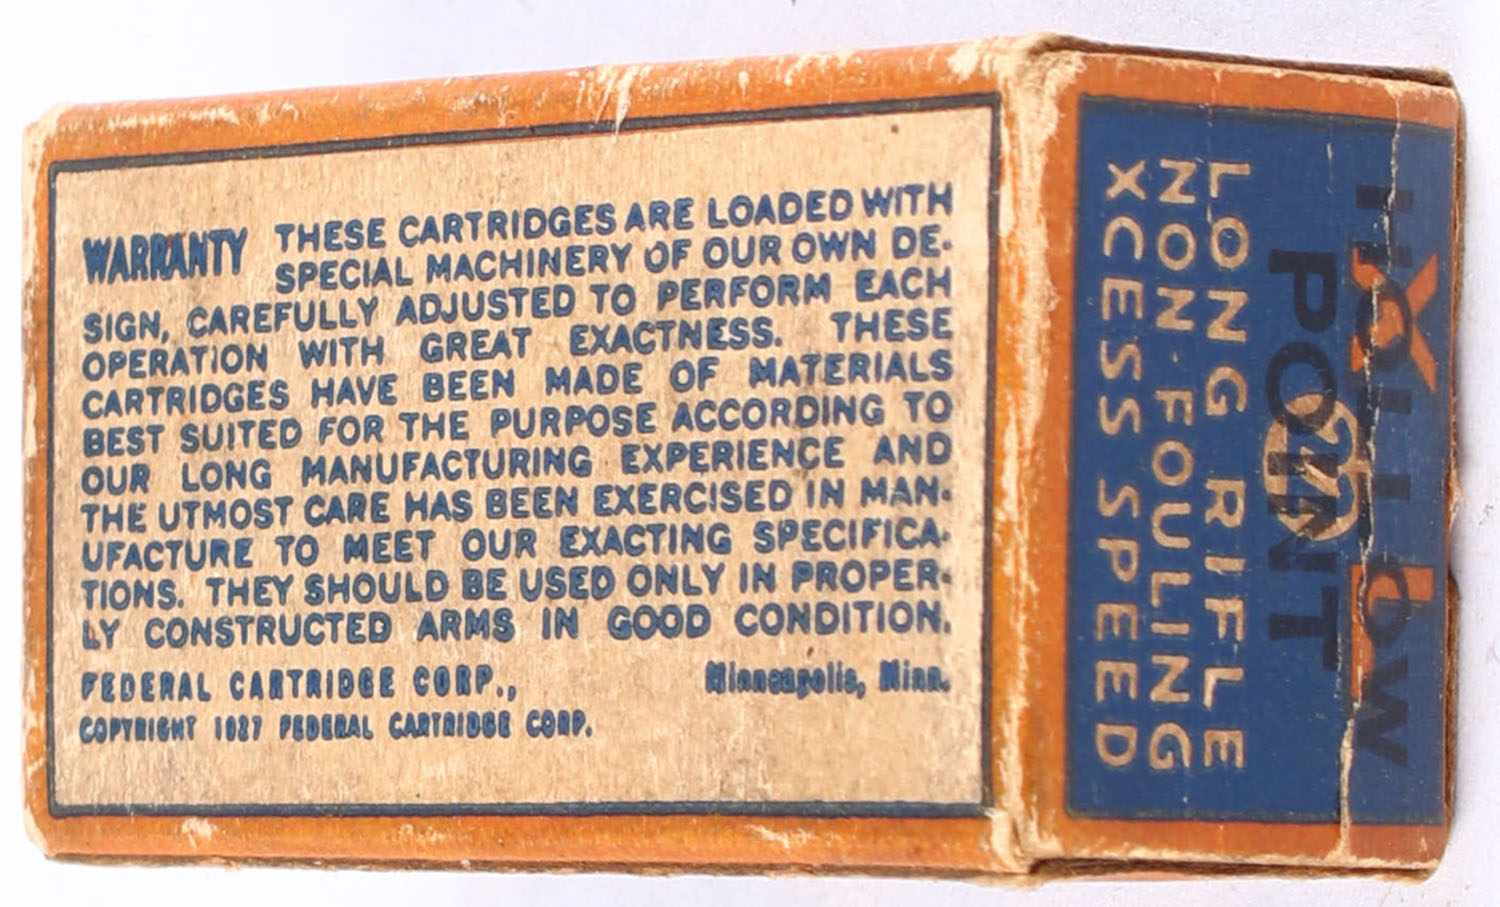 WARRANTY THESE CARTRIDGES ARE LOADED WITH
SPECIAL MACHINERY OF OUR OWN DE-
SIGN, CAREFULLY ADJUSTED TO PERFORM EACH
OPERATION WITH GREAT EXACTNESS. THESE
CARTRIDGES HAVE BEEN MADE OF MATERIALS
BEST SUITED FOR THE PURPOSE ACCORDING TO
OUR LONG MANUFACTURING EXPERIENCE AND
THE UTMOST CARE HAS BEEN EXERCISED IN MAN-
UFACTURE TO MEET OUR EXACTING SPECIFICA-
TIONS. THEY SHOULD BE USED ONLY IN PROPER-
LY CONSTRUCTED ARMS IN GOOD CONDITION.
FEDERAL CARTRIDGE CORP., Minneapolis, Minn.
COPYRIGHT 1927 FEDERAL CARTRIDGE CORP.
HOLLOW
POINT
X L
22
LONG RIFLE
NON-FOULING
XCESS SPEED